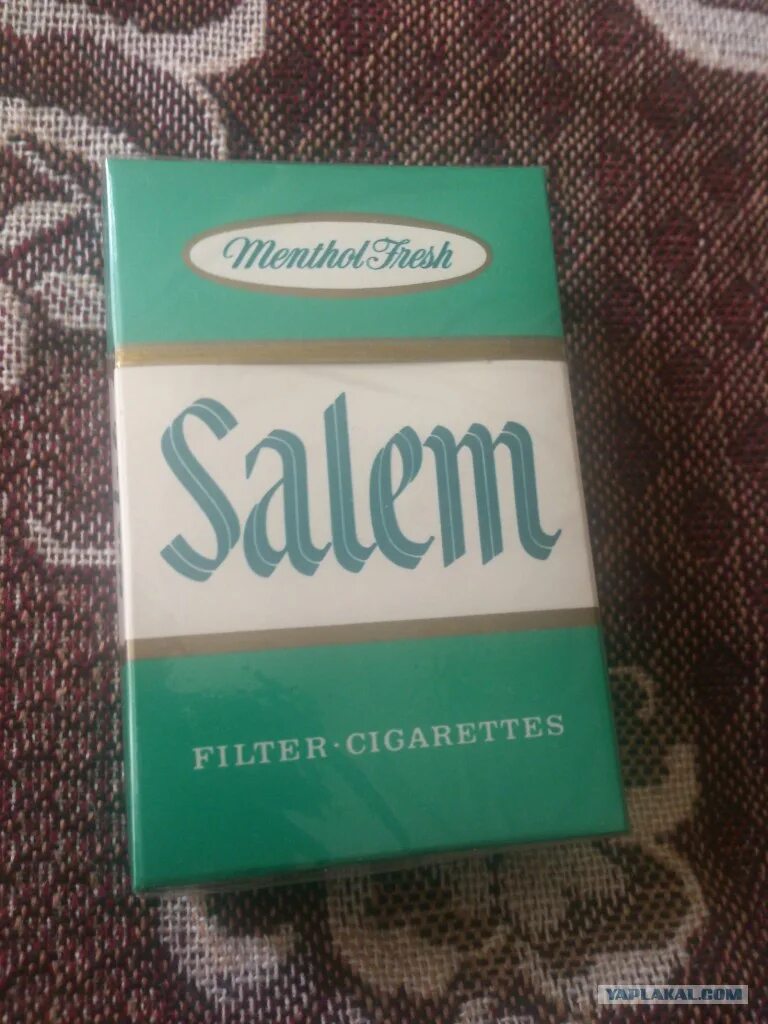 Menthol Fresh
Salem
FILTER·CIGARETTES
YAPLAKAL.COM